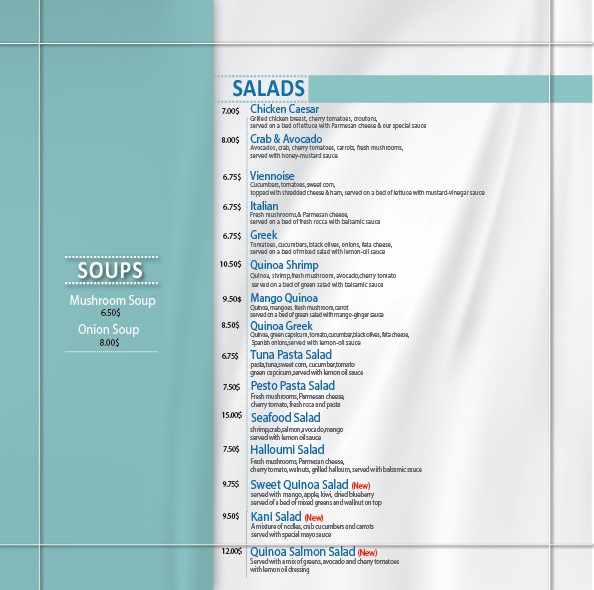 SOUPS
Mushroom Soup
6.50$
Onion Soup
8.00$
SALADS
7.00$ Chicken Caesar
Grilled chicken breast, cherry tomatoes, croutons,
served on a bed of lettuce with Parmesan cheese & our special sauce
8.00$ Crab & Avocado
Avocados, crab, cherry tomatoes, carrots, fresh mushrooms,
served with honey-mustard sauce
6.75$ Viennoise
Cucumbers, tomatoes, sweet corn,
topped with shredded cheese & ham, served on a bed of lettuce with mustard-vinegar sauce
6.75$ Italian
Fresh mushrooms,& Parmesan cheese,
served on a bed of fresh rocca with balsamic sauce
6.75$ Greek
Tomatoes, cucumbers, black olives, onions, fata cheese,
served on a bed of mixed salad with lemon-oil sauce
10.50$ Quinoa Shrimp
Quinoa, shrimp,fresh mushroom, avocado,cherry tomato
served on a bed of green salad with balsamic sauce
9.50$ Mango Quinoa
Quinoa, mangoes. fresh mushroom, carrot
served on a bed of green salad with mango-ginger sauce
8.50$ Quinoa Greek
Quinoa, green capsicum, tomato,cucumber,black olives, fata cheese,
Spanish onions,served with lemon-oil sauce
6.75$ Tuna Pasta Salad
pasta,tuna,sweet corn, cucumber,tomato
green capcicum,served with lemon oil sauce
7.50$ Pesto Pasta Salad
Fresh mushrooms, Parmesan cheese,
cherry tomato, fresh rocca and pasta
15.00$ Seafood Salad
shrimp,crab,salmon,avocado,mango
served with lemon oil sauce
7.50$ Halloumi Salad
Fresh mushrooms, Parmesan cheese,
cherry tomato, walnuts, grilled halloum, served with balsamic sauce
9.75$ Sweet Quinoa Salad (New)
served with mango, apple, kiwi, dried blueberry
served of a bed of mixed greens and wallnut on top
9.50$ Kani Salad (New)
A mixture of noodles, crab cucumbers and carrots
served with special mayo sauce
12.00$ Quinoa Salmon Salad (New)
Served with a mix of greens, avocado and cherry tomatoes
with lemon oil dressing